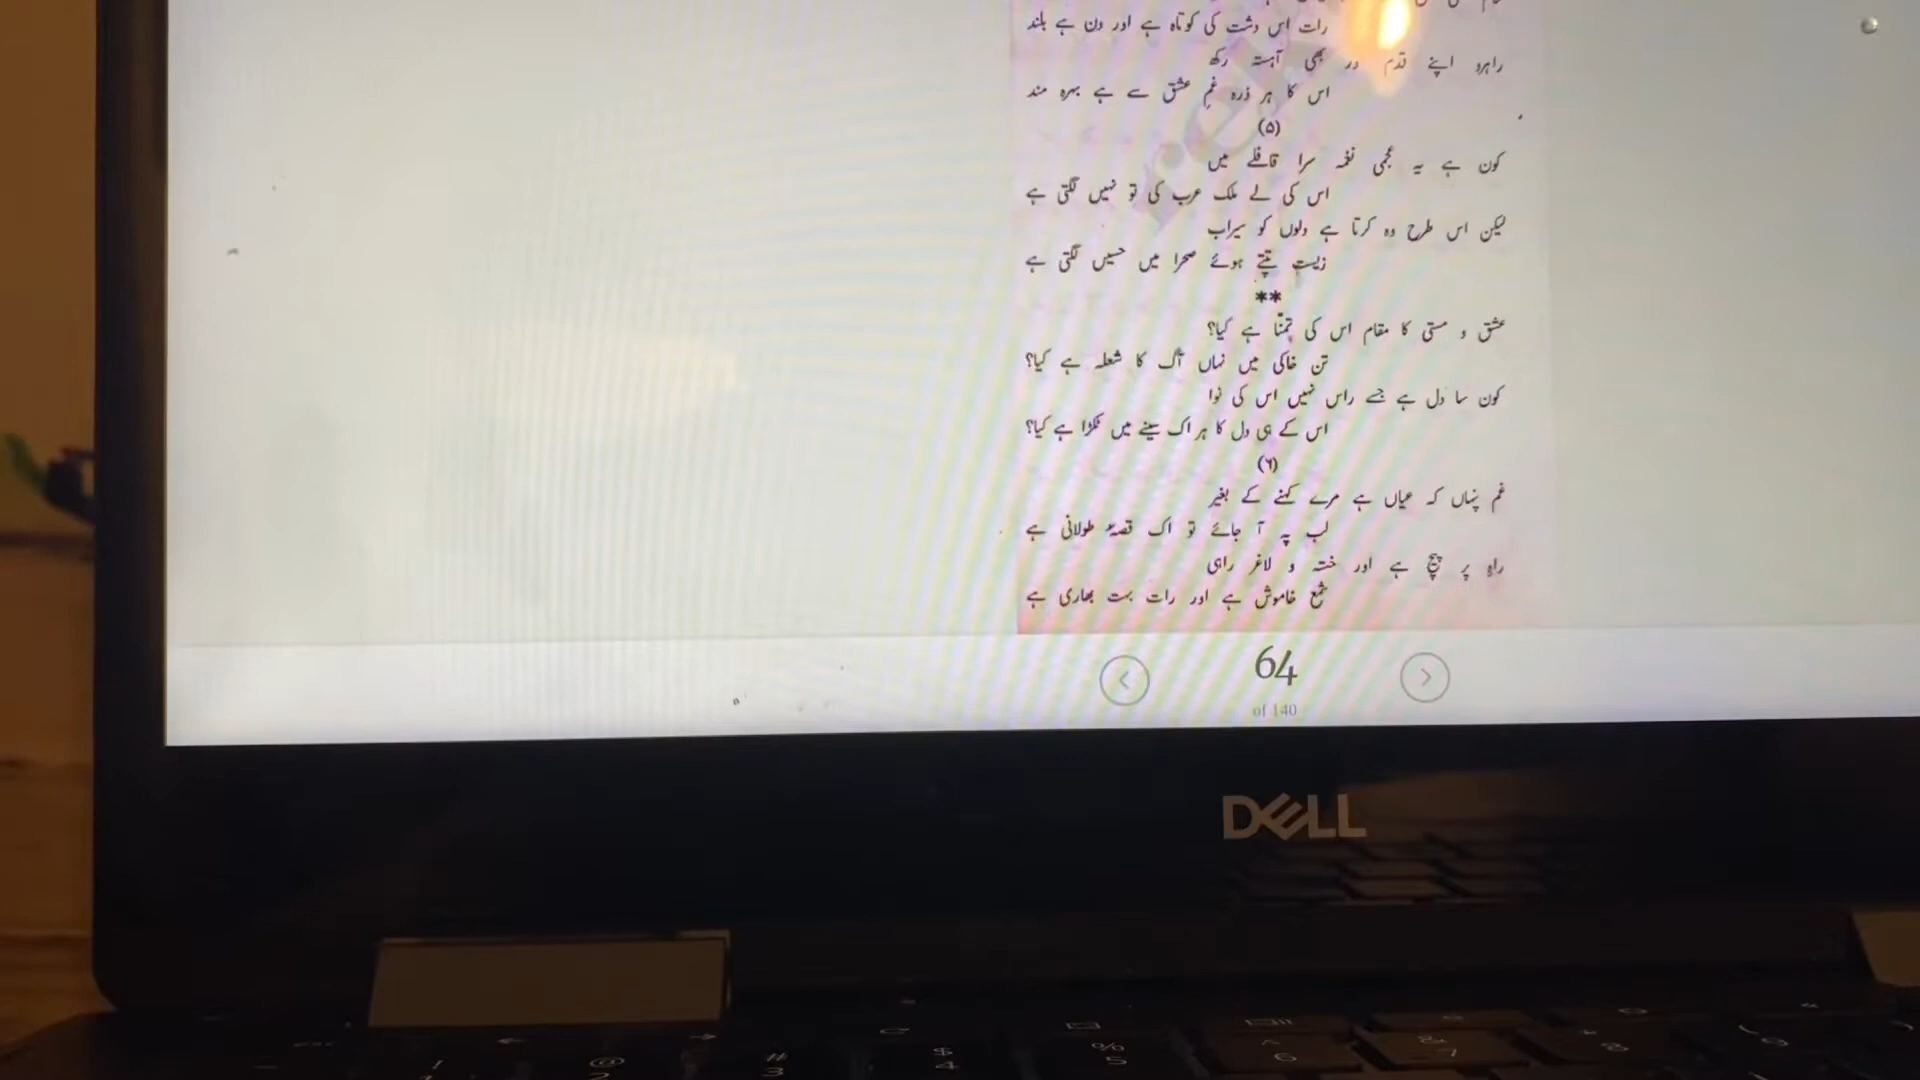 رات اس دشت کی کوتاہ ہے اور دن ہے بلند
راہرو اپنے قدم اور بھی آہستہ رکھ
اس کا ہر ذرہ غمِ عشق سے ہے بہرہ مند
(۵)
کون ہے یہ عجمی نغمہ سرا قافلے میں
اس کی لے ملک عرب کی تو نہیں لگتی ہے
لیکن اس طرح وہ کرتا ہے دلوں کو سیراب
زیست تپتے ہوئے صحرا میں حسیں لگتی ہے
**
عشق و مستی کا مقام اس کی تمنّا ہے کیا؟
تن خاکی میں نہاں آگ کا شعلہ ہے کیا؟
کون سا دل ہے جسے راس نہیں اس کی نوا
اس کے ہی دل کا ہر اک سینے میں ٹکڑا ہے کیا؟
(۶)
غم پنہاں کہ عیاں ہے مرے کہنے کے بغیر
لب پہ آ جائے تو اک قصۂ طولانی ہے
راہ پر پیچ ہے اور خستہ و لاغر راہی
شمع خاموش ہے اور رات بہت بھاری ہے
64
of 140
DELL